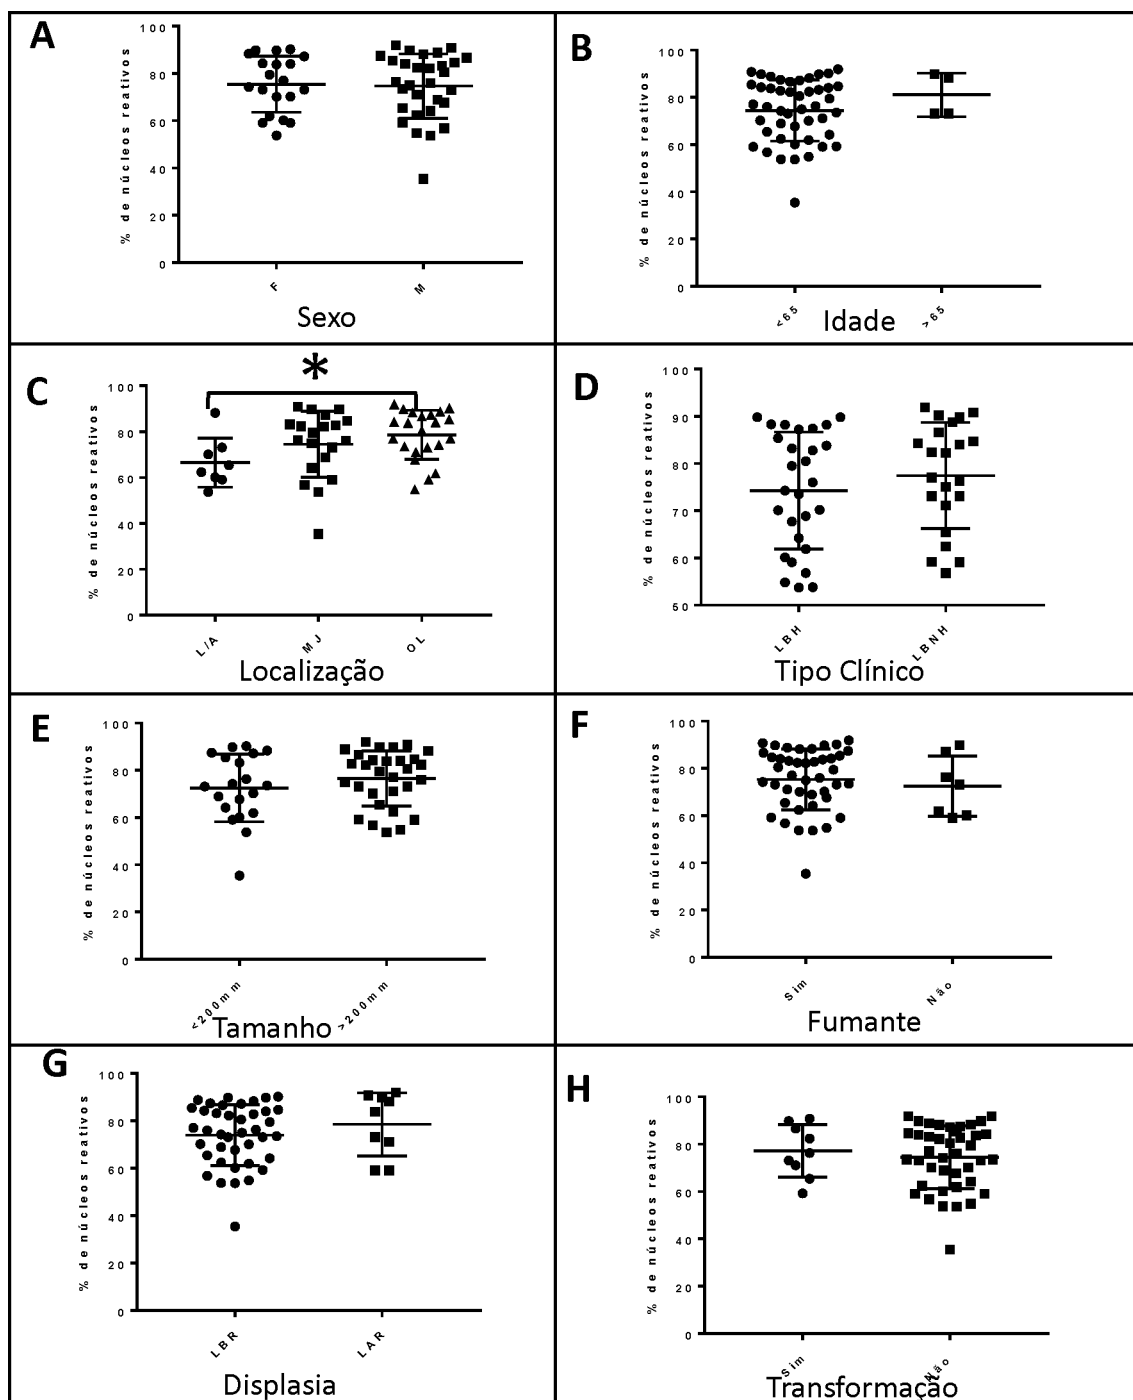 A
% de núcleos reativos
100
80
60
40
20
0
F
M
Sexo
B
% de núcleos reativos
100
80
60
40
20
0
<65
>65
Idade
C
% de núcleos reativos
100
80
60
40
20
0
*
L/A
MJ
OL
Localização
D
% de núcleos reativos
100
90
80
70
60
50
LBH
LBNH
Tipo Clínico
E
% de núcleos reativos
100
80
60
40
20
0
<200mm
>200mm
Tamanho
F
% de núcleos reativos
100
80
60
40
20
0
Sim
Não
Fumante
G
% de núcleos reativos
100
80
60
40
20
0
LBR
LAR
Displasia
H
% de núcleos reativos
100
80
60
40
20
0
Sim
Não
Transformação